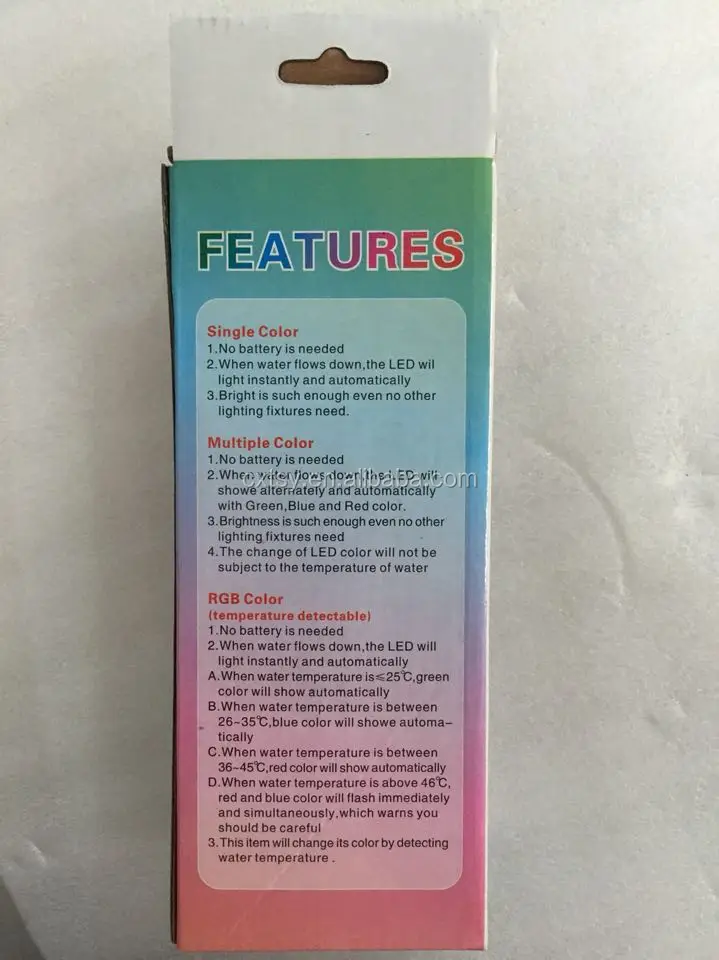 FEATURES
Single Color
1.No battery is needed
2.When water flows down,the LED wil
light instantly and automatically
3.Bright is such enough even no other
lighting fixtures need.
Multiple Color
1.No battery is needed
2.When water flows down,the LED will
cxtsy.en.alibaba.com
showe alternately and automatically
with Green,Blue and Red color.
3.Brightness is such enough even no other
lighting fixtures need
4.The change of LED color will not be
subject to the temperature of water
RGB Color
(temperature detectable)
1.No battery is needed
2.When water flows down,the LED will
light instantly and automatically
A.When water temperature is≤25℃,green
color will show automatically
B.When water temperature is between
26~35℃,blue color will showe automa-
tically
C.When water temperature is between
36~45℃,red color will show automatically
D.When water temperature is above 46℃,
red and blue color will flash immediately
and simultaneously,which warns you
should be careful
3.This item will change its color by detecting
water temperature .